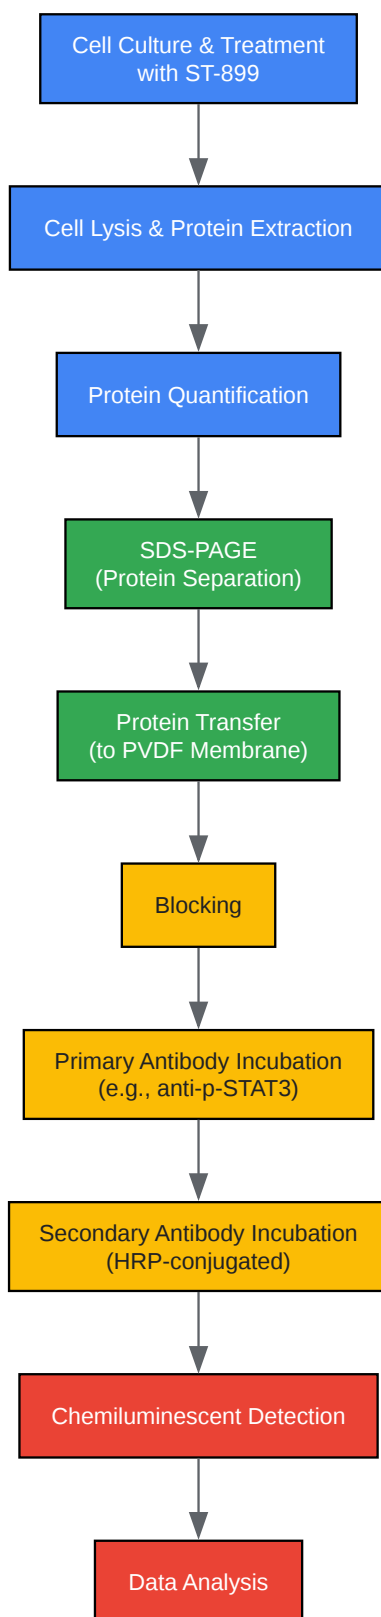 Cell Culture & Treatment
with ST-899
Cell Lysis & Protein Extraction
Protein Quantification
SDS-PAGE
(Protein Separation)
Protein Transfer
(to PVDF Membrane)
Blocking
Primary Antibody Incubation
(e.g., anti-p-STAT3)
Secondary Antibody Incubation
(HRP-conjugated)
Chemiluminescent Detection
Data Analysis